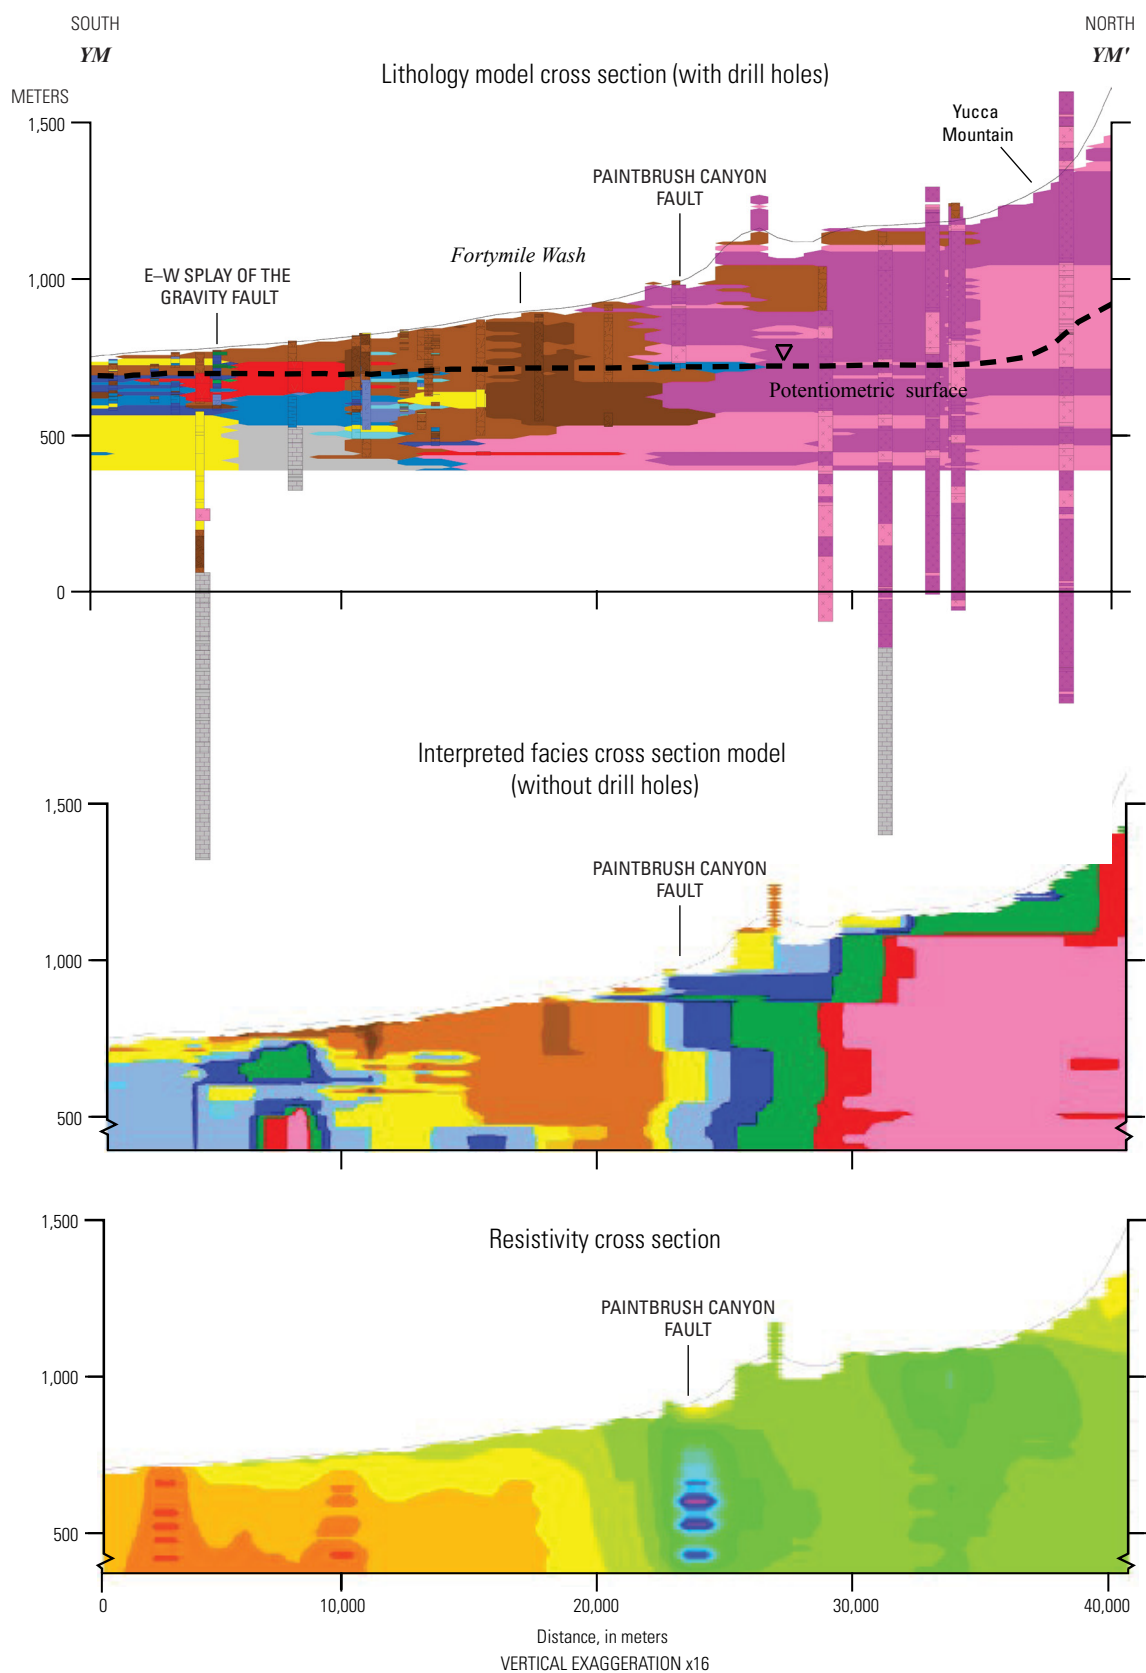 SOUTH
YM
NORTH
YM'
Lithology model cross section (with drill holes)
METERS
1,500
Yucca
Mountain
PAINTBRUSH CANYON
FAULT
Fortymile Wash
E–W SPLAY OF THE
GRAVITY FAULT
1,000
Potentiometric surface
500
0
Interpreted facies cross section model
(without drill holes)
1,500
PAINTBRUSH CANYON
FAULT
1,000
500
1,500
Resistivity cross section
PAINTBRUSH CANYON
FAULT
1,000
500
0
10,000
20,000
30,000
40,000
Distance, in meters
VERTICAL EXAGGERATION x16